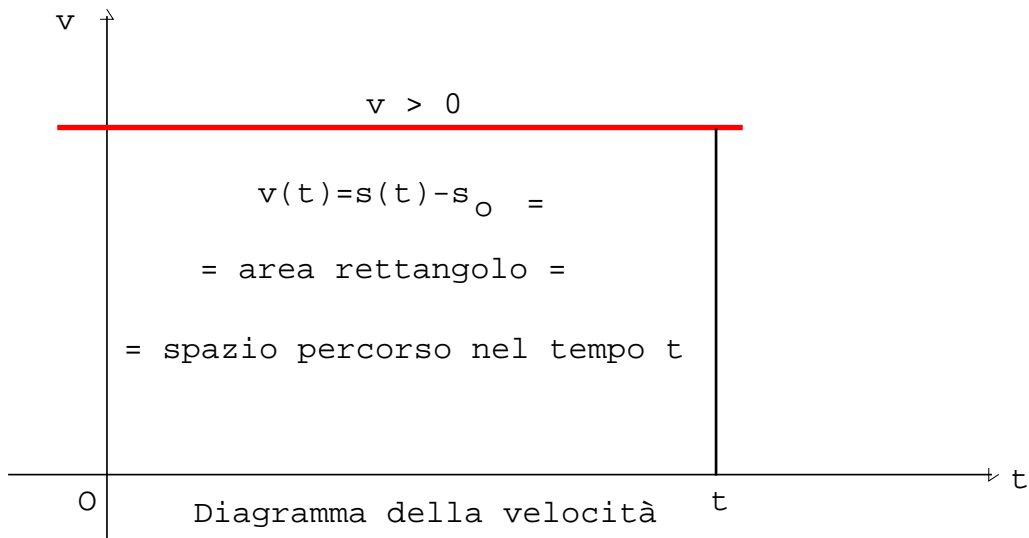 v
v > 0
v(t)=s(t)-so =
= area rettangolo =
= spazio percorso nel tempo t
t
O
t
Diagramma della velocità